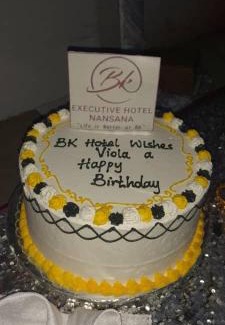 Bk
EXECUTIVE HOTEL
NANSANA
"Life is Better at BK"
BK Hotel Wishes
Viola a
Happy
Birthday